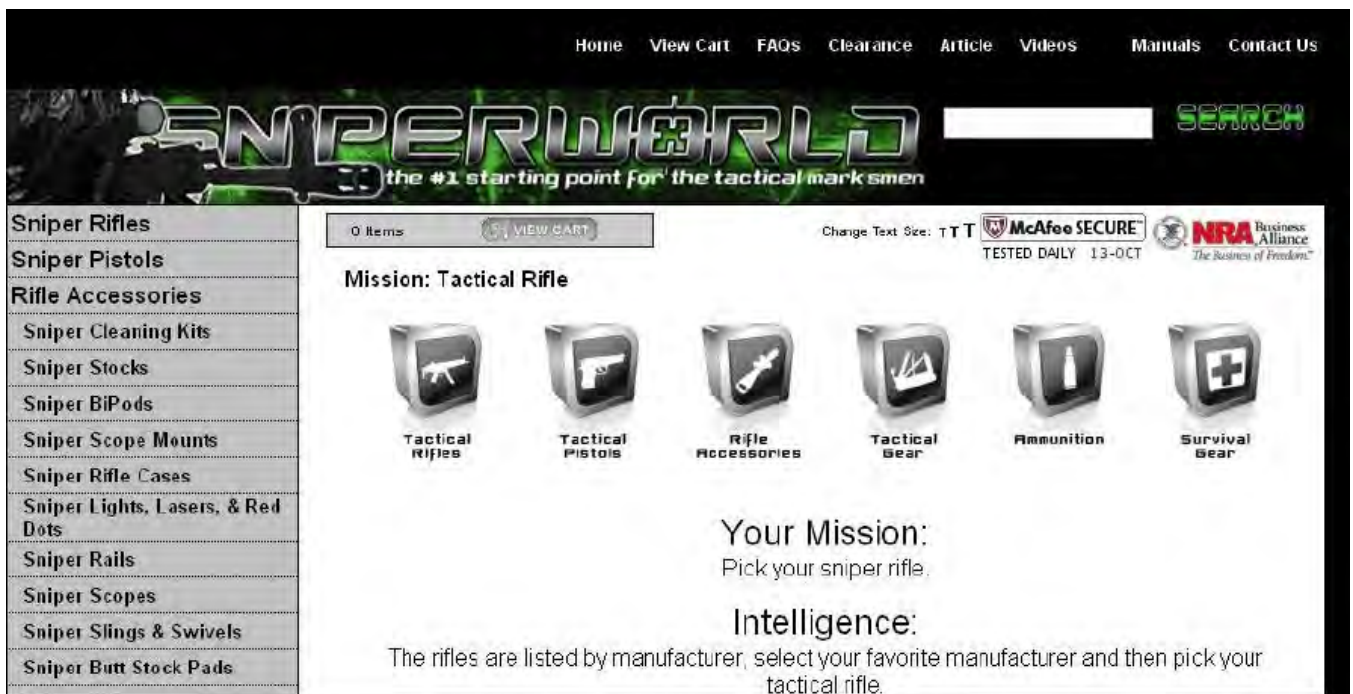 Home View Cart FAQs Clearance Article Videos Manuals Contact Us
SNIPERWORLD
SEARCH
the #1 starting point for the tactical marksmen
Sniper Rifles
Sniper Pistols
Rifle Accessories
Sniper Cleaning Kits
Sniper Stocks
Sniper BiPods
Sniper Scope Mounts
Sniper Rifle Cases
Sniper Lights, Lasers, & Red
Dots
Sniper Rails
Sniper Scopes
Sniper Slings & Swivels
Sniper Butt Stock Pads
0 Items VIEW CART
Change Text Size: T T T
McAfee SECURE™
TESTED DAILY 13-OCT
NRA Business
Alliance
The Business of Freedom™
Mission: Tactical Rifle
Tactical
Rifles
Tactical
Pistols
Rifle
Accessories
Tactical
Gear
Ammunition
Survival
Gear
Your Mission:
Pick your sniper rifle.
Intelligence:
The rifles are listed by manufacturer, select your favorite manufacturer and then pick your
tactical rifle.